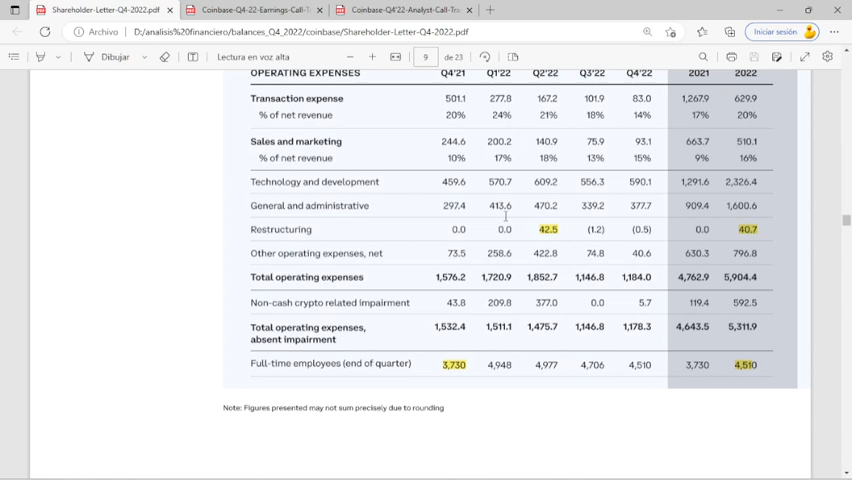 Shareholder-Letter-Q4-2022.pdf
Coinbase-Q4-22-Earnings-Call-T
Coinbase-Q4'22-Analyst-Call-Tra
Archivo D:/analisis%20financiero/balances_Q4_2022/coinbase/Shareholder-Letter-Q4-2022.pdf Iniciar sesión
Dibujar Lectura en voz alta 9 de 23
OPERATING EXPENSES Q4'21 Q1'22 Q2'22 Q3'22 Q4'22 2021 2022
Transaction expense 501.1 277.8 167.2 101.9 83.0 1,267.9 629.9
% of net revenue 20% 24% 21% 18% 14% 17% 20%
Sales and marketing 244.6 200.2 140.9 75.9 93.1 663.7 510.1
% of net revenue 10% 17% 18% 13% 15% 9% 16%
Technology and development 459.6 570.7 609.2 556.3 590.1 1,291.6 2,326.4
General and administrative 297.4 413.6 470.2 339.2 377.7 909.4 1,600.6
Restructuring 0.0 0.0 42.5 (1.2) (0.5) 0.0 40.7
Other operating expenses, net 73.5 258.6 422.8 74.8 40.6 630.3 796.8
Total operating expenses 1,576.2 1,720.9 1,852.7 1,146.8 1,184.0 4,762.9 5,904.4
Non-cash crypto related impairment 43.8 209.8 377.0 0.0 5.7 119.4 592.5
Total operating expenses, 1,532.4 1,511.1 1,475.7 1,146.8 1,178.3 4,643.5 5,311.9
absent impairment
Full-time employees (end of quarter) 3,730 4,948 4,977 4,706 4,510 3,730 4,510
Note: Figures presented may not sum precisely due to rounding